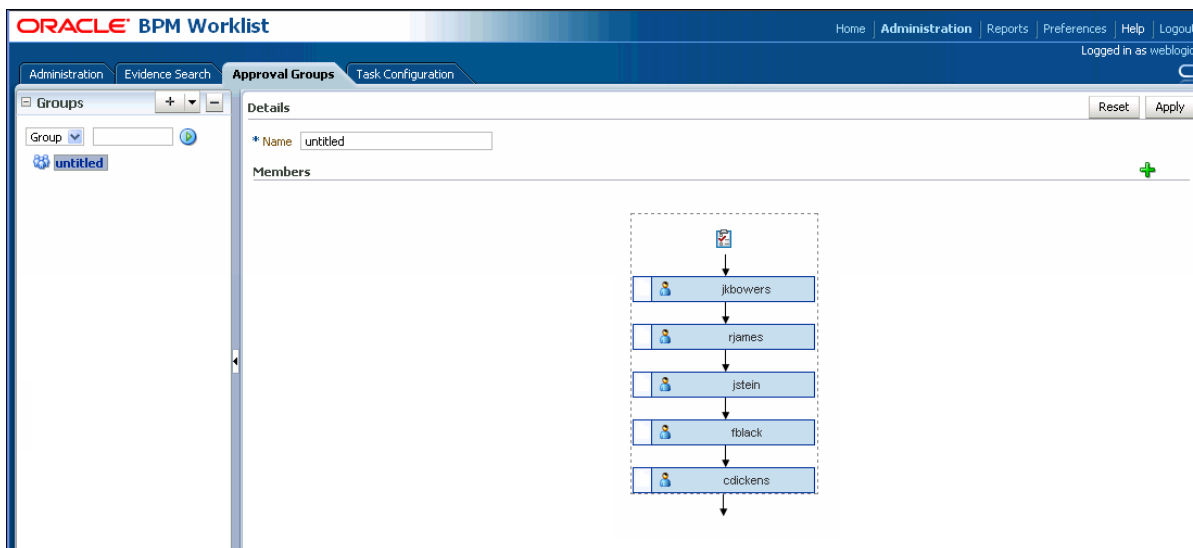 ORACLE BPM Worklist
Home Administration Reports Preferences Help Logout
Logged in as weblogic
Administration Evidence Search Approval Groups Task Configuration
Groups
Group
untitled
Details
Reset Apply
* Name untitled
Members
jkbowers
rjames
jstein
fblack
cdickens